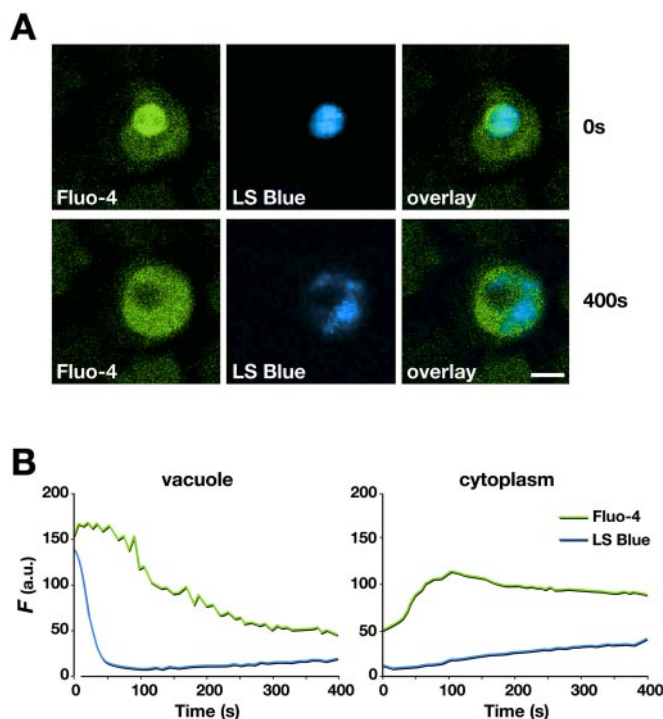 A
Fluo-4
LS Blue
overlay
0s
Fluo-4
LS Blue
overlay
400s
B
vacuole
cytoplasm
200
150
100
50
0
F (a.u.)
0
100
200
300
400
Time (s)
200
150
100
50
0
0
100
200
300
400
Time (s)
Fluo-4
LS Blue